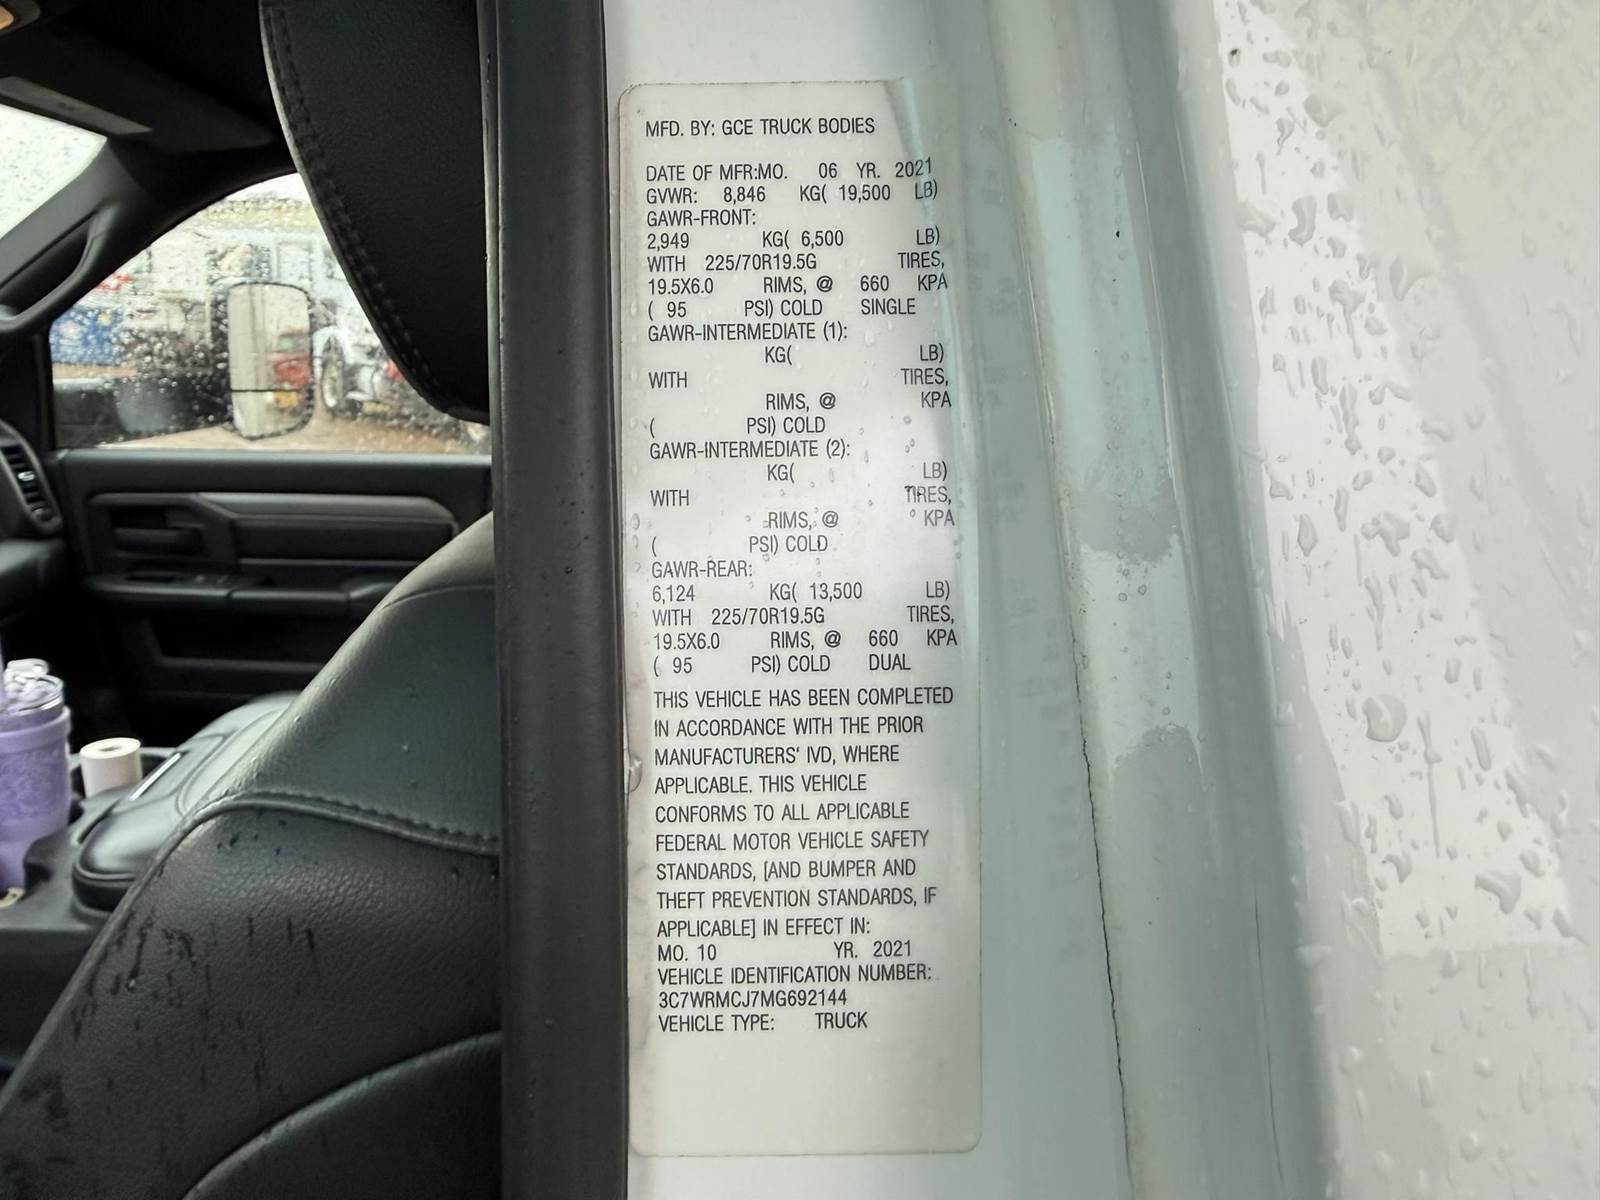 MFD. BY: GCE TRUCK BODIES
DATE OF MFR:MO. 06 YR. 2021
GVWR: 8,846 KG( 19,500 LB)
GAWR-FRONT:
2,949 KG( 6,500 LB)
WITH 225/70R19.5G TIRES,
19.5X6.0 RIMS, @ 660 KPA
( 95 PSI) COLD SINGLE
GAWR-INTERMEDIATE (1):
KG( LB)
WITH TIRES,
RIMS, @ KPA
( PSI) COLD
GAWR-INTERMEDIATE (2):
KG( LB)
WITH TIRES,
RIMS, @ KPA
( PSI) COLD
GAWR-REAR:
6,124 KG( 13,500 LB)
WITH 225/70R19.5G TIRES,
19.5X6.0 RIMS, @ 660 KPA
( 95 PSI) COLD DUAL
THIS VEHICLE HAS BEEN COMPLETED
IN ACCORDANCE WITH THE PRIOR
MANUFACTURERS' IVD, WHERE
APPLICABLE. THIS VEHICLE
CONFORMS TO ALL APPLICABLE
FEDERAL MOTOR VEHICLE SAFETY
STANDARDS, [AND BUMPER AND
THEFT PREVENTION STANDARDS, IF
APPLICABLE] IN EFFECT IN:
MO. 10 YR. 2021
VEHICLE IDENTIFICATION NUMBER:
3C7WRMCJ7MG692144
VEHICLE TYPE: TRUCK